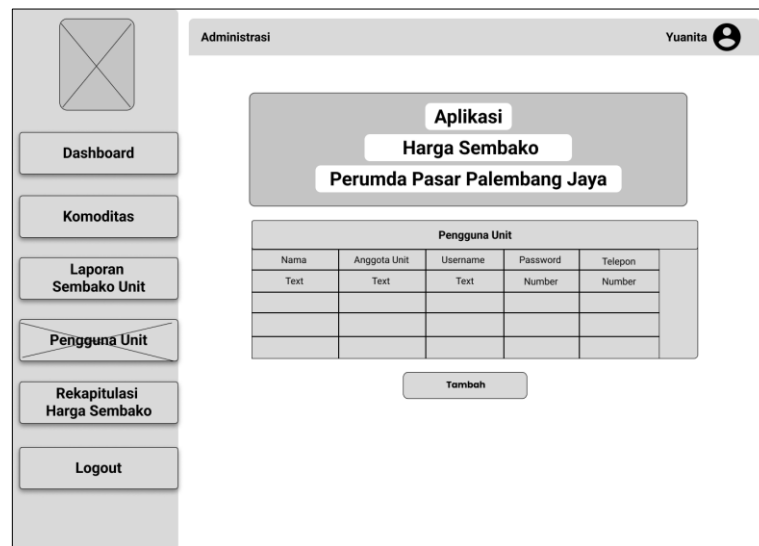 Administrasi
Yuanita
Dashboard
Komoditas
Laporan
Sembako Unit
Pengguna Unit
Rekapitulasi
Harga Sembako
Logout
Aplikasi
Harga Sembako
Perumda Pasar Palembang Jaya
Pengguna Unit
Nama Anggota Unit Username Password Telepon
Text Text Text Number Number
Tambah